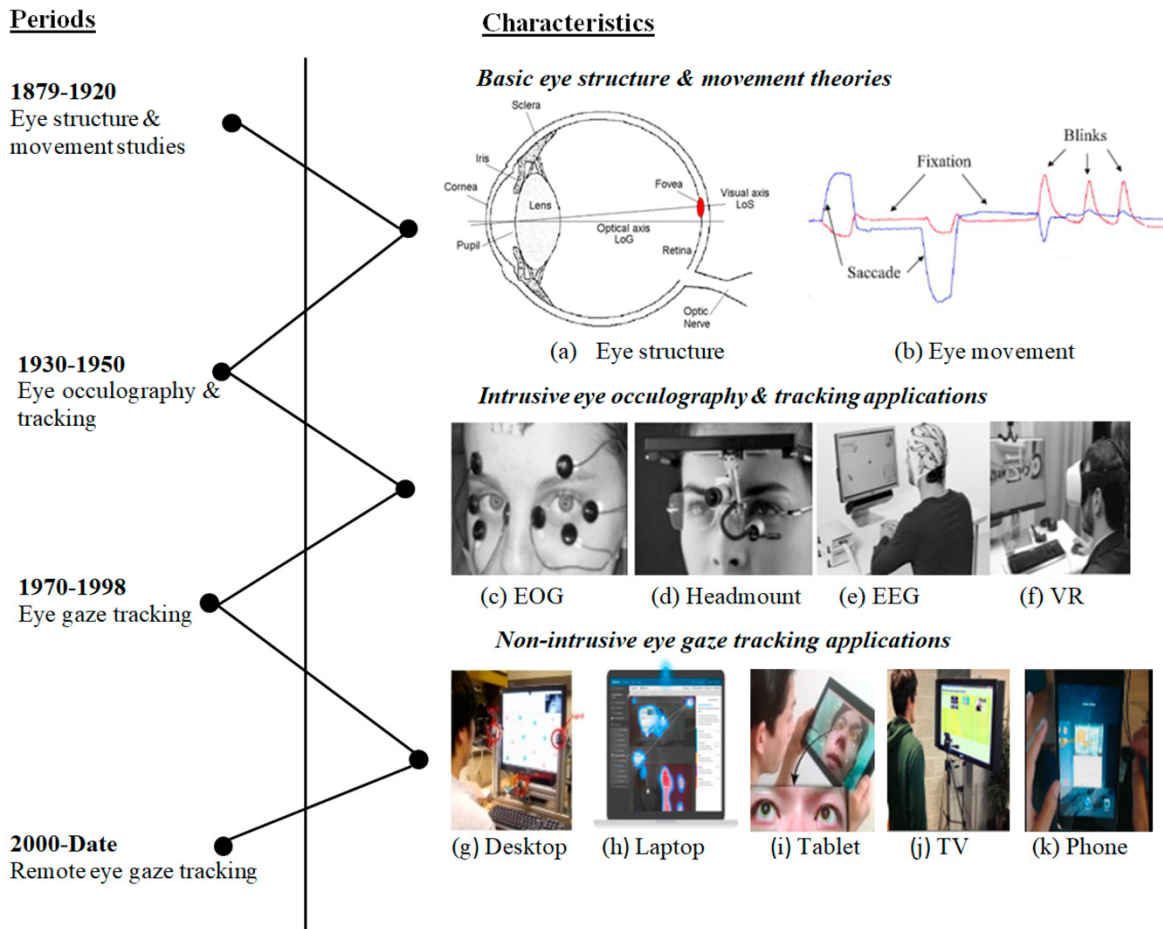 Periods
Characteristics
1879-1920
Eye structure &
movement studies
1930-1950
Eye occulography &
tracking
1970-1998
Eye gaze tracking
2000-Date
Remote eye gaze tracking
Basic eye structure & movement theories
Sclera
Iris
Cornea
Lens
Pupil
Fovea
Visual axis
LoS
Optical axis
LoG
Retina
Optic
Nerve
(a) Eye structure
Blinks
Fixation
Saccade
(b) Eye movement
Intrusive eye occulography & tracking applications
(c) EOG
(d) Headmount
(e) EEG
(f) VR
Non-intrusive eye gaze tracking applications
(g) Desktop
(h) Laptop
(i) Tablet
(j) TV
(k) Phone